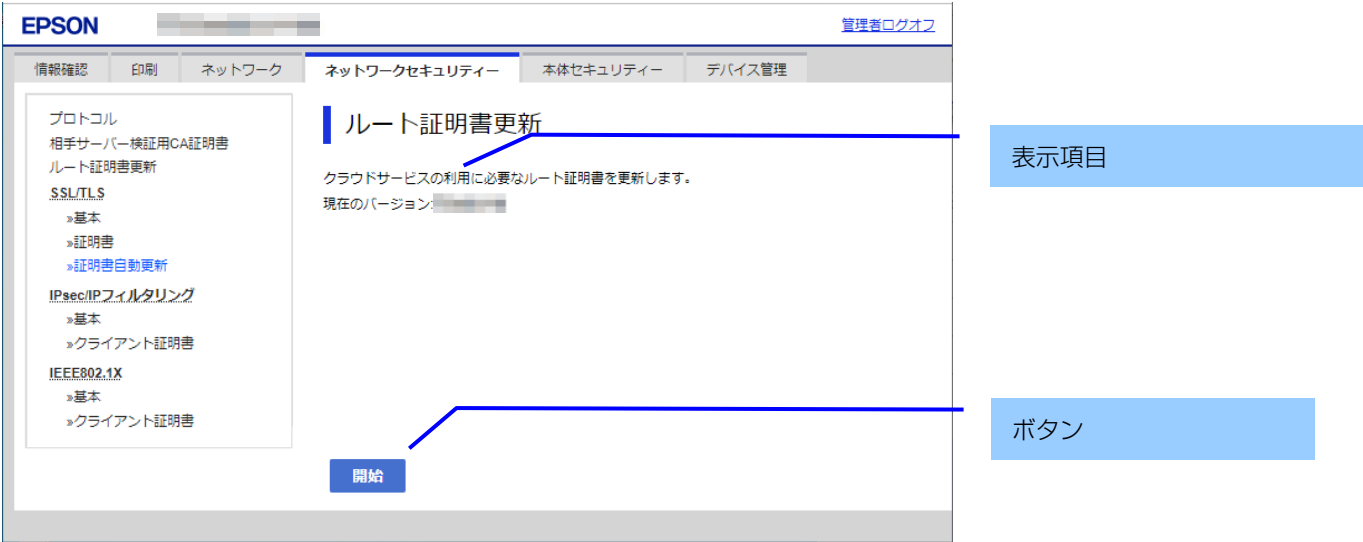 EPSON
管理者ログオフ
情報確認 印刷 ネットワーク ネットワークセキュリティー 本体セキュリティー デバイス管理
プロトコル
相手サーバー検証用CA証明書
ルート証明書更新
SSL/TLS
»基本
»証明書
»証明書自動更新
IPsec/IPフィルタリング
»基本
»クライアント証明書
IEEE802.1X
»基本
»クライアント証明書
ルート証明書更新
クラウドサービスの利用に必要なルート証明書を更新します。
現在のバージョン:
開始
表示項目
ボタン